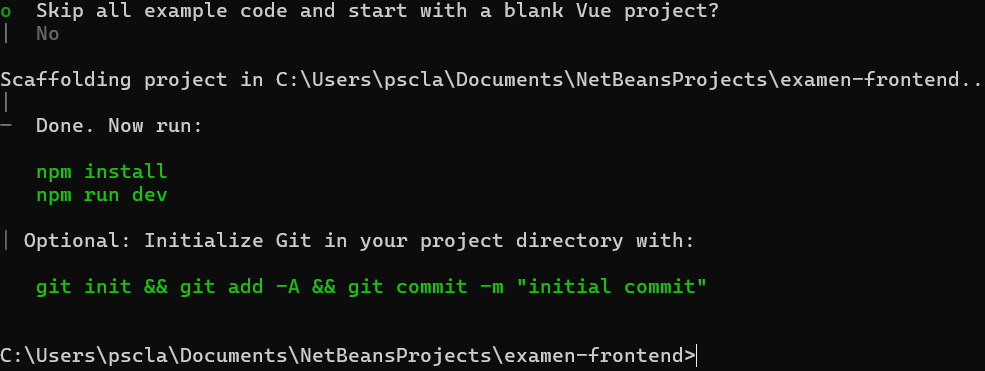 o  Skip all example code and start with a blank Vue project?
|  No
Scaffolding project in C:\Users\pscla\Documents\NetBeansProjects\examen-frontend..
|
—  Done. Now run:
npm install
npm run dev
| Optional: Initialize Git in your project directory with:
git init && git add -A && git commit -m "initial commit"
C:\Users\pscla\Documents\NetBeansProjects\examen-frontend>